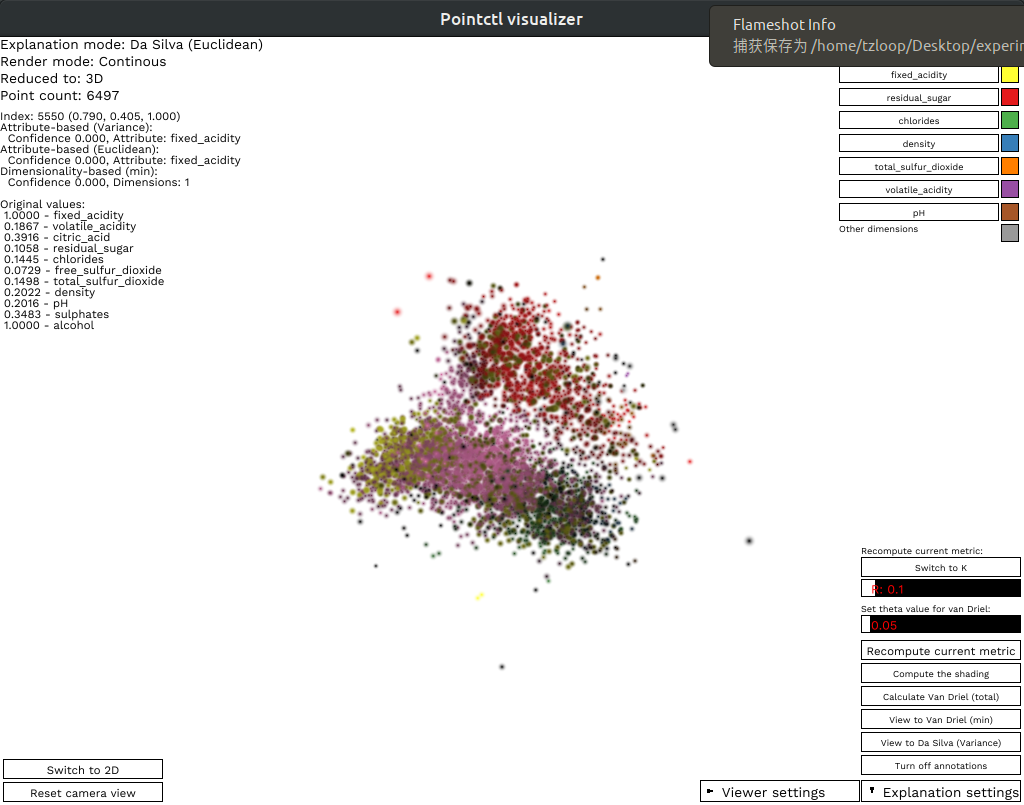 Pointctl visualizer
Flameshot Info
捕获保存为 /home/tzloop/Desktop/experin
Explanation mode: Da Silva (Euclidean)
Render mode: Continous
Reduced to: 3D
Point count: 6497
Index: 5550 (0.790, 0.405, 1.000)
Attribute-based (Variance):
Confidence 0.000, Attribute: fixed_acidity
Attribute-based (Euclidean):
Confidence 0.000, Attribute: fixed_acidity
Dimensionality-based (min):
Confidence 0.000, Dimensions: 1
Original values:
1.0000 - fixed_acidity
0.1867 - volatile_acidity
0.3916 - citric_acid
0.1058 - residual_sugar
0.1445 - chlorides
0.0729 - free_sulfur_dioxide
0.1498 - total_sulfur_dioxide
0.2022 - density
0.2016 - pH
0.3483 - sulphates
1.0000 - alcohol
fixed_acidity
residual_sugar
chlorides
density
total_sulfur_dioxide
volatile_acidity
pH
Other dimensions
Recompute current metric:
Switch to K
R: 0.1
Set theta value for van Driel:
0.05
Recompute current metric
Compute the shading
Calculate Van Driel (total)
View to Van Driel (min)
View to Da Silva (Variance)
Turn off annotations
Switch to 2D
Reset camera view
Viewer settings
Explanation settings